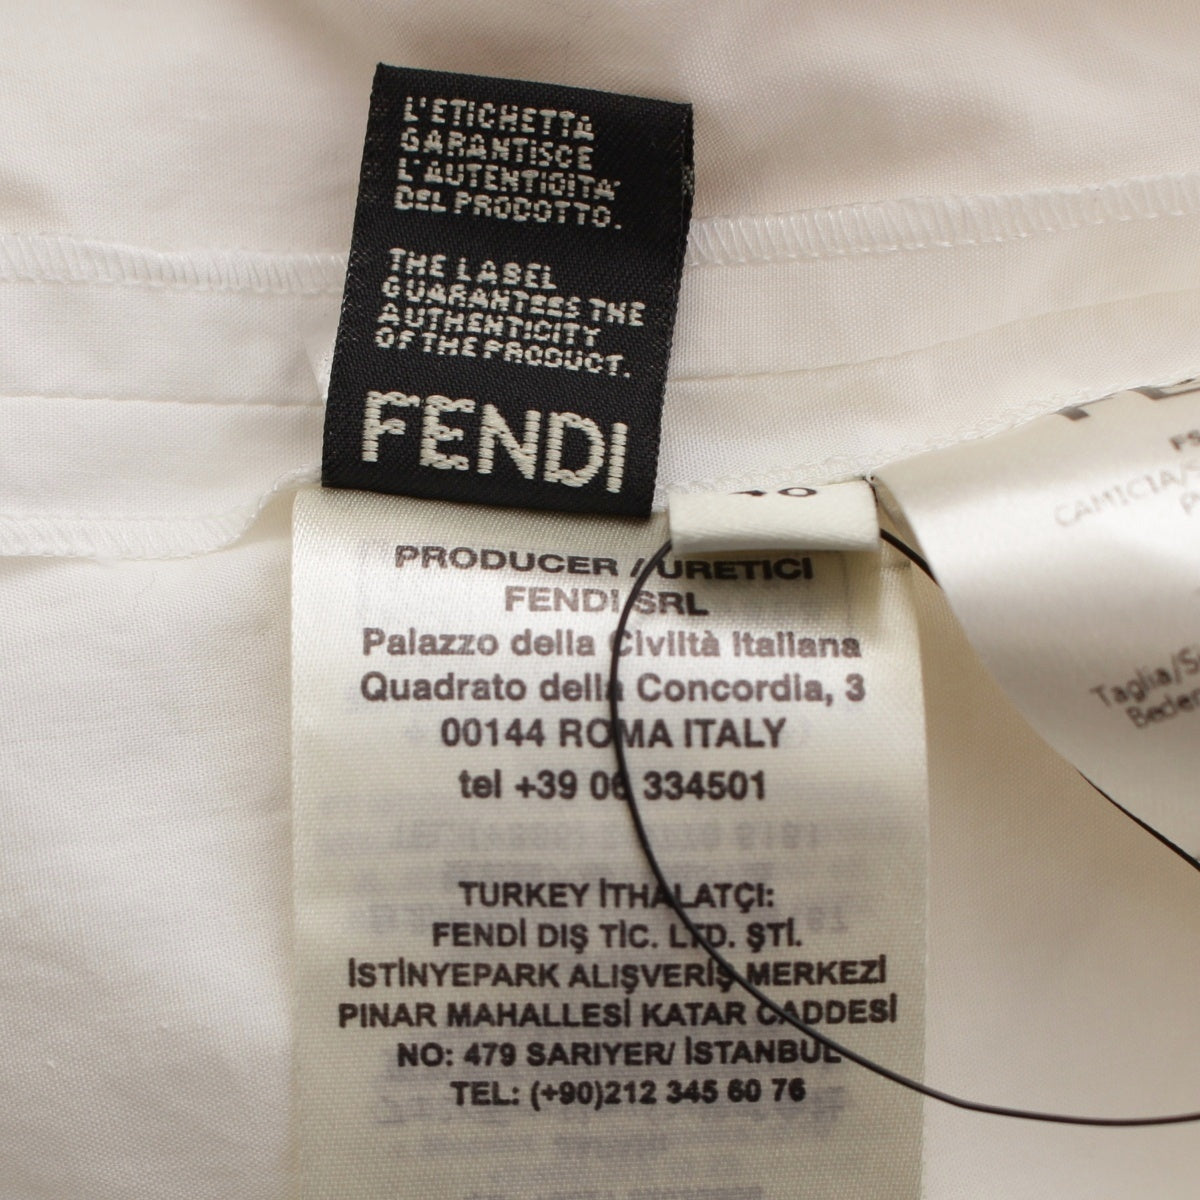 L'ETICHETTA
GARANTISCE
L'AUTENTICITA'
DEL PRODOTTO.
THE LABEL
GUARANTEES THE
AUTHENTICITY
OF THE PRODUCT.
FENDI
PRODUCER / ÜRETICI
FENDI SRL
Palazzo della Civiltà Italiana
Quadrato della Concordia, 3
00144 ROMA ITALY
tel +39 06 334501
TURKEY İTHALATÇI:
FENDİ DIŞ TİC. LTD. ŞTİ.
İSTİNYEPARK ALIŞVERİŞ MERKEZİ
PINAR MAHALLESİ KATAR CADDESİ
NO: 479 SARIYER/ İSTANBUL
TEL: (+90)212 345 60 76
CAMICIA/
Taglia/